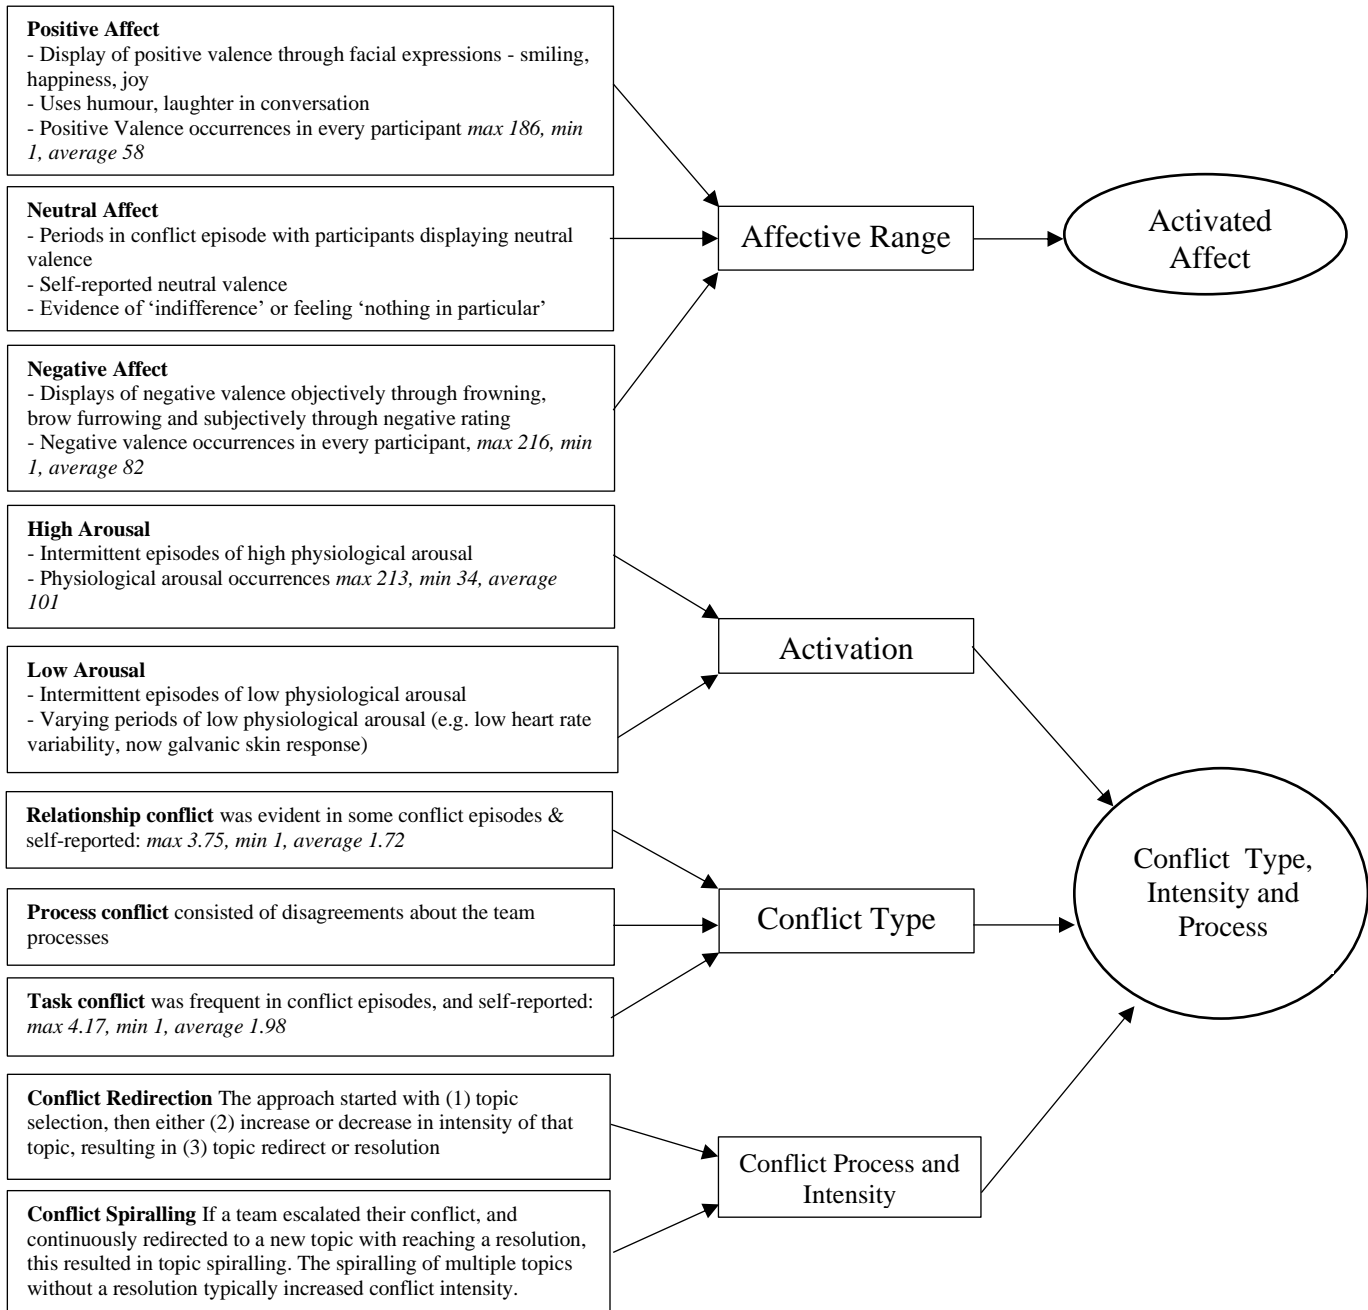 Positive Affect
- Display of positive valence through facial expressions - smiling,
happiness, joy
- Uses humour, laughter in conversation
- Positive Valence occurrences in every participant max 186, min
1, average 58
Neutral Affect
- Periods in conflict episode with participants displaying neutral
valence
- Self-reported neutral valence
- Evidence of ‘indifference’ or feeling ‘nothing in particular’
Negative Affect
- Displays of negative valence objectively through frowning,
brow furrowing and subjectively through negative rating
- Negative valence occurrences in every participant, max 216, min
1, average 82
High Arousal
- Intermittent episodes of high physiological arousal
- Physiological arousal occurrences max 213, min 34, average
101
Low Arousal
- Intermittent episodes of low physiological arousal
- Varying periods of low physiological arousal (e.g. low heart rate
variability, now galvanic skin response)
Relationship conflict was evident in some conflict episodes &
self-reported: max 3.75, min 1, average 1.72
Process conflict consisted of disagreements about the team
processes
Task conflict was frequent in conflict episodes, and self-reported:
max 4.17, min 1, average 1.98
Conflict Redirection The approach started with (1) topic
selection, then either (2) increase or decrease in intensity of that
topic, resulting in (3) topic redirect or resolution
Conflict Spiralling If a team escalated their conflict, and
continuously redirected to a new topic with reaching a resolution,
this resulted in topic spiralling. The spiralling of multiple topics
without a resolution typically increased conflict intensity.
Affective Range
Activation
Conflict Type
Conflict Process and
Intensity
Activated
Affect
Conflict Type,
Intensity and
Process